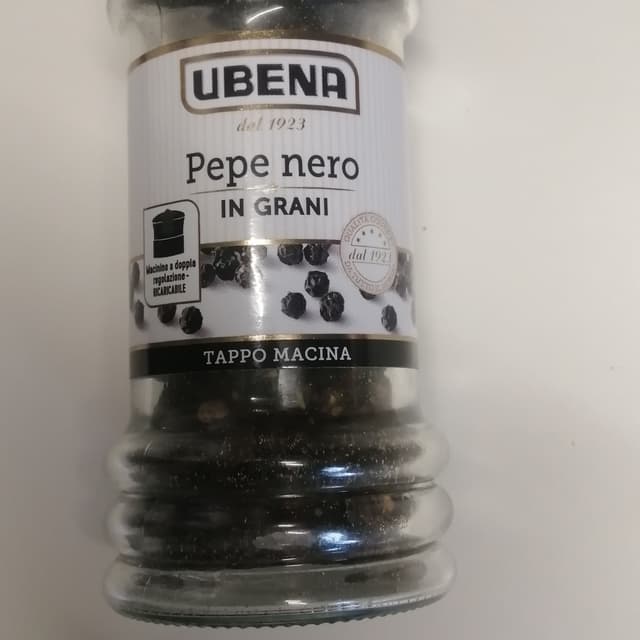 UBENA
dal 1923
Pepe nero
IN GRANI
Macinino a doppia
regolazione-
RICARICABILE
dal 1923
TAPPO MACINA